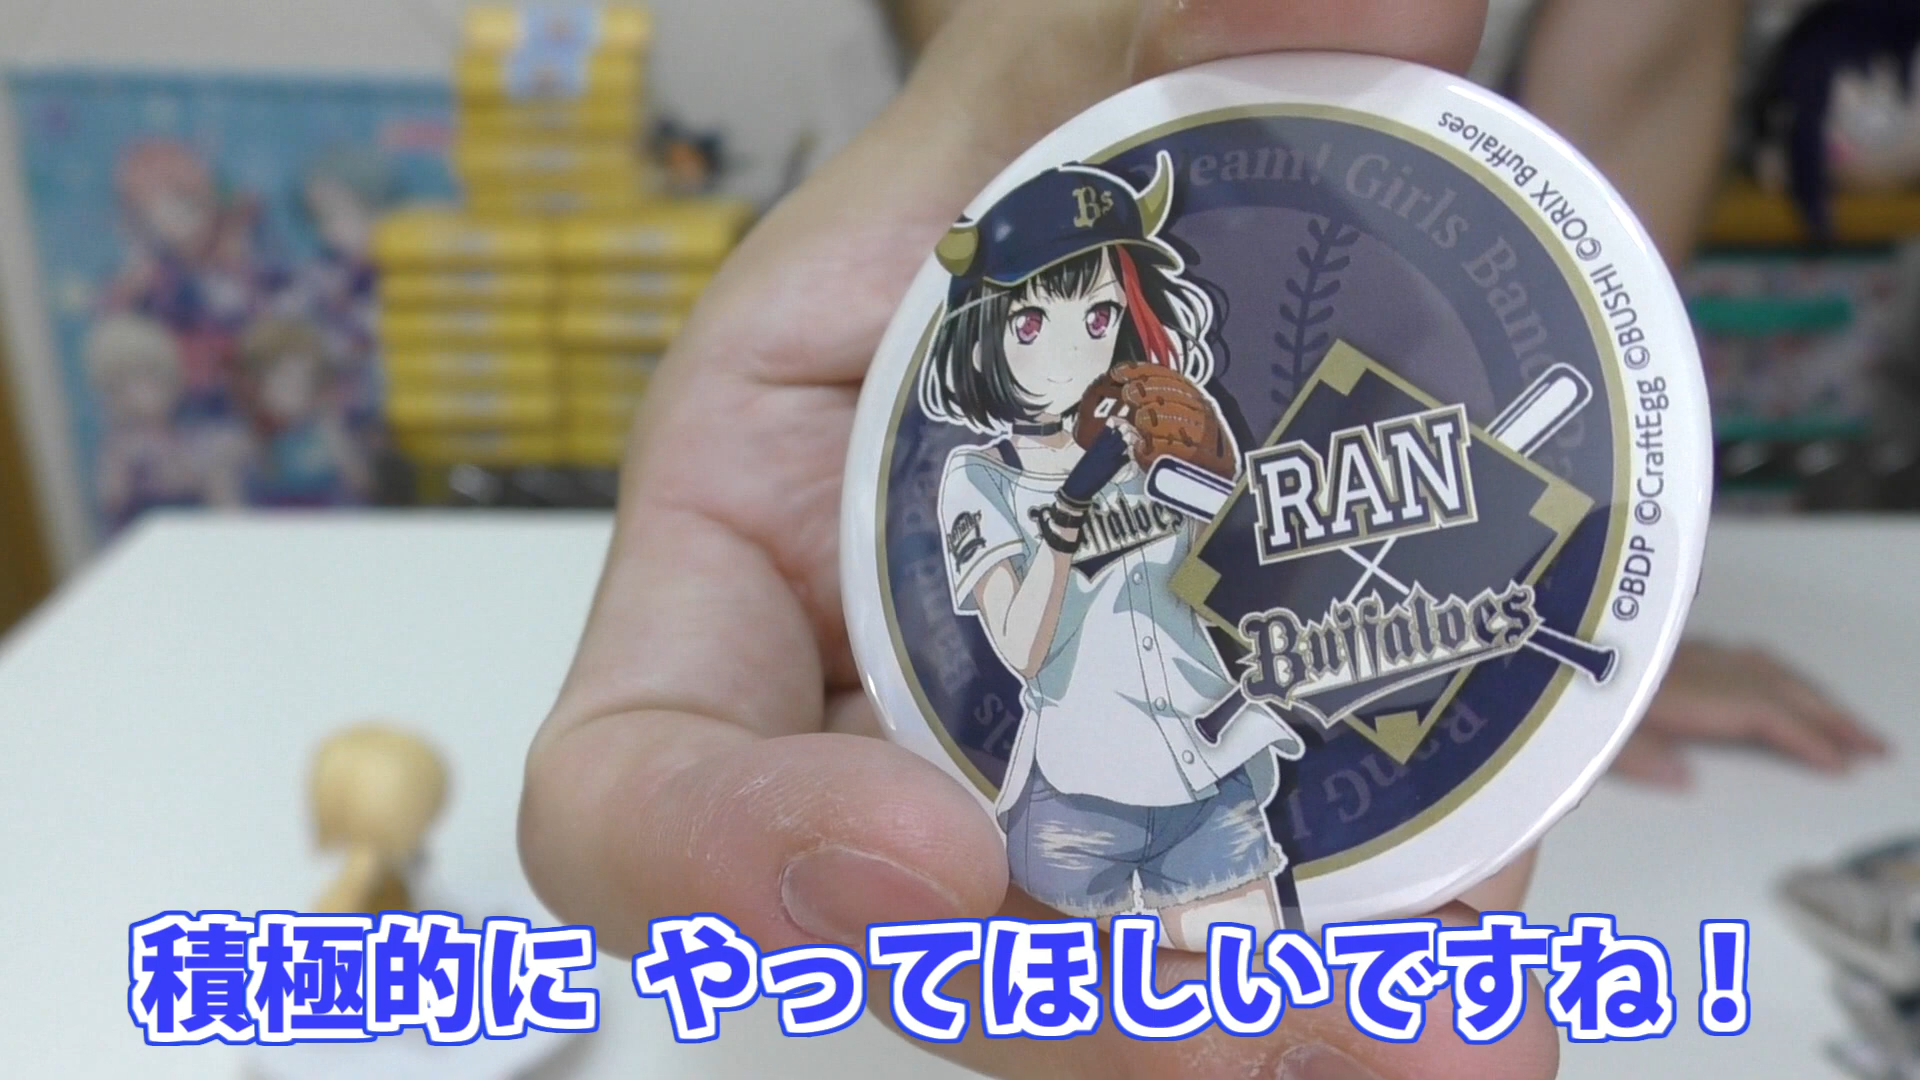 Bs
Dream! Girls Band Pa
©BDP ©CraftEgg ©BUSHI ©ORIX Buffaloes
RAN
×
Buffaloes
Buffaloes
積極的に やってほしいですね！